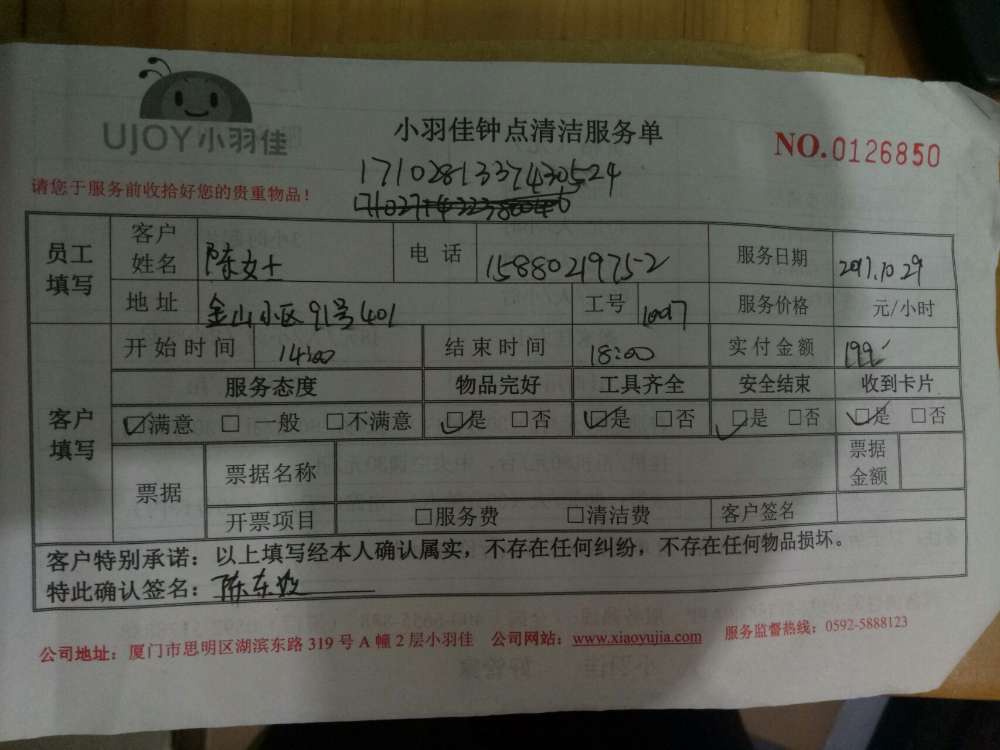 UJOY小羽佳
小羽佳钟点清洁服务单
NO.0126850
17102813337430524
请您于服务前收拾好您的贵重物品！
员工填写 客户姓名 陈女士 电话 15880219752 服务日期 2017.10.29
地址 金山小区91号401 工号 10017 服务价格 元/小时
客户填写 开始时间 14:00 结束时间 18:00 实付金额 199
服务态度 物品完好 工具齐全 安全结束 收到卡片
☑满意 □一般 □不满意 ☑是 □否 ☑是 □否 ☑是 □否 ☑是 □否
票据 票据名称 票据金额
开票项目 □服务费 □清洁费 客户签名
客户特别承诺：以上填写经本人确认属实，不存在任何纠纷，不存在任何物品损坏。
特此确认签名：陈东
公司地址：厦门市思明区湖滨东路319号A幢2层小羽佳 公司网站：www.xiaoyujia.com 服务监督热线：0592-5888123